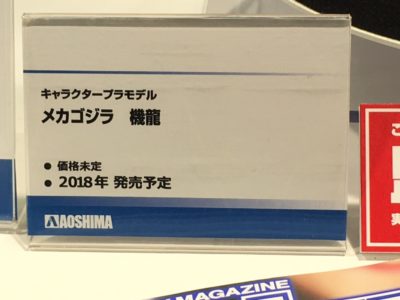 キャラクタープラモデル
メカゴジラ 機龍
● 価格未定
● 2018年 発売予定
AOSHIMA
MAGAZINE